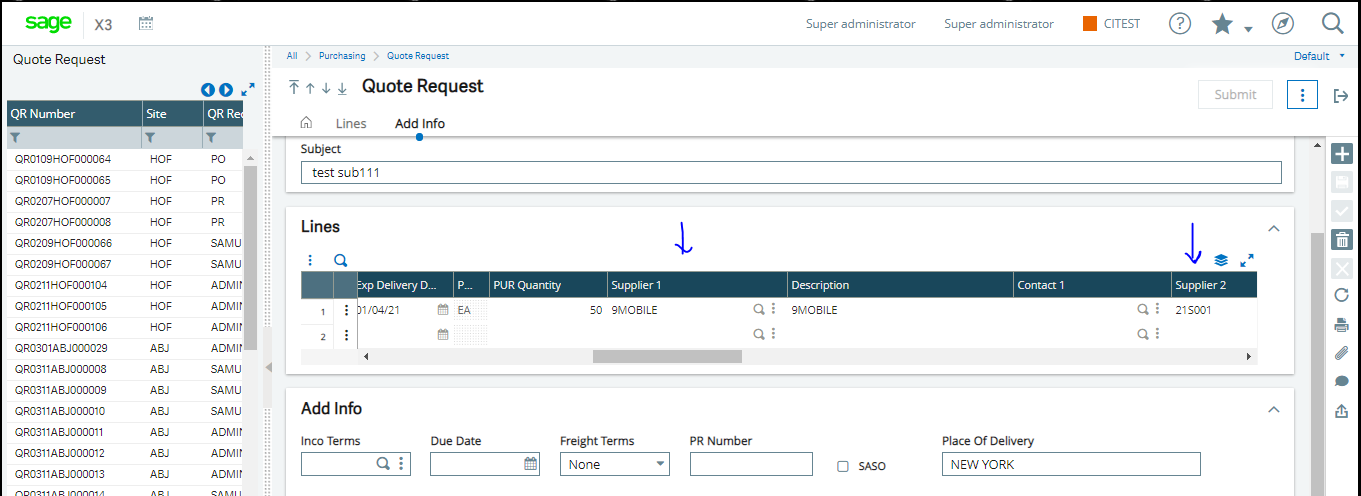 sage X3 Super administrator Super administrator CITEST ?
Quote Request
All > Purchasing > Quote Request Default
Quote Request
Submit
Lines Add Info
QR Number Site QR Rec
QR0109HOF000064 HOF PO
QR0109HOF000065 HOF PO
QR0207HOF000007 HOF PR
QR0207HOF000008 HOF PR
QR0209HOF000066 HOF SAMU
QR0209HOF000067 HOF SAMU
QR0211HOF000104 HOF ADMI
QR0211HOF000105 HOF ADMI
QR0211HOF000106 HOF ADMI
QR0301ABJ000029 ABJ ADMI
QR0311ABJ000008 ABJ SAMU
QR0311ABJ000009 ABJ SAMU
QR0311ABJ000010 ABJ SAMU
QR0311ABJ000011 ABJ ADMI
QR0311ABJ000012 ABJ ADMI
QR0311ABJ000013 ABJ ADMI
QR0311ABJ000014 ABJ SAMU
Subject
test sub111
Lines
Exp Delivery D... P... PUR Quantity Supplier 1 Description Contact 1 Supplier 2
1 01/04/21 EA 50 9MOBILE 9MOBILE 21S001
2
Add Info
Inco Terms Due Date Freight Terms PR Number Place Of Delivery
None SASO NEW YORK